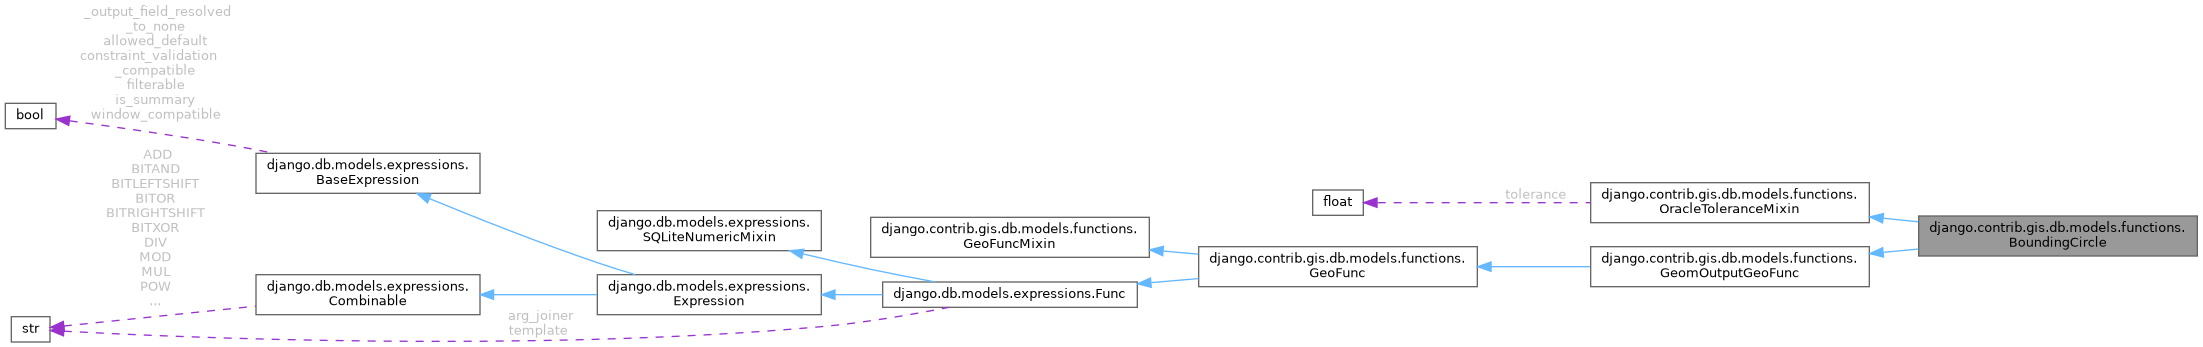 _output_field_resolved
_to_none
allowed_default
constraint_validation
_compatible
filterable
is_summary
window_compatible
bool
ADD
BITAND
BITLEFTSHIFT
BITOR
BITRIGHTSHIFT
BITXOR
DIV
MOD
MUL
POW
...
str
django.db.models.expressions.
BaseExpression
django.db.models.expressions.
Combinable
arg_joiner
template
django.db.models.expressions.
SQLiteNumericMixin
django.db.models.expressions.
Expression
django.contrib.gis.db.models.functions.
GeoFuncMixin
django.db.models.expressions.Func
django.contrib.gis.db.models.functions.
GeoFunc
float
tolerance
django.contrib.gis.db.models.functions.
OracleToleranceMixin
django.contrib.gis.db.models.functions.
GeomOutputGeoFunc
django.contrib.gis.db.models.functions.
BoundingCircle